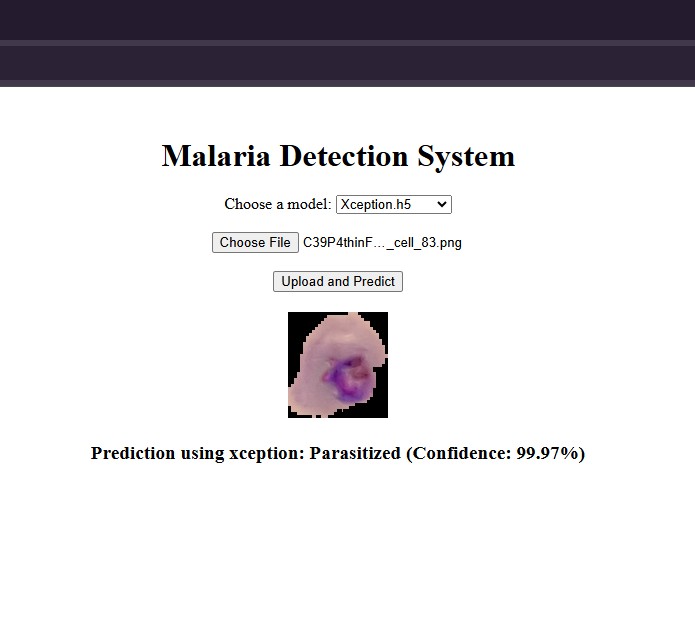 Malaria Detection System
Choose a model: Xception.h5
Choose File C39P4thinF…_cell_83.png
Upload and Predict
Prediction using xception: Parasitized (Confidence: 99.97%)